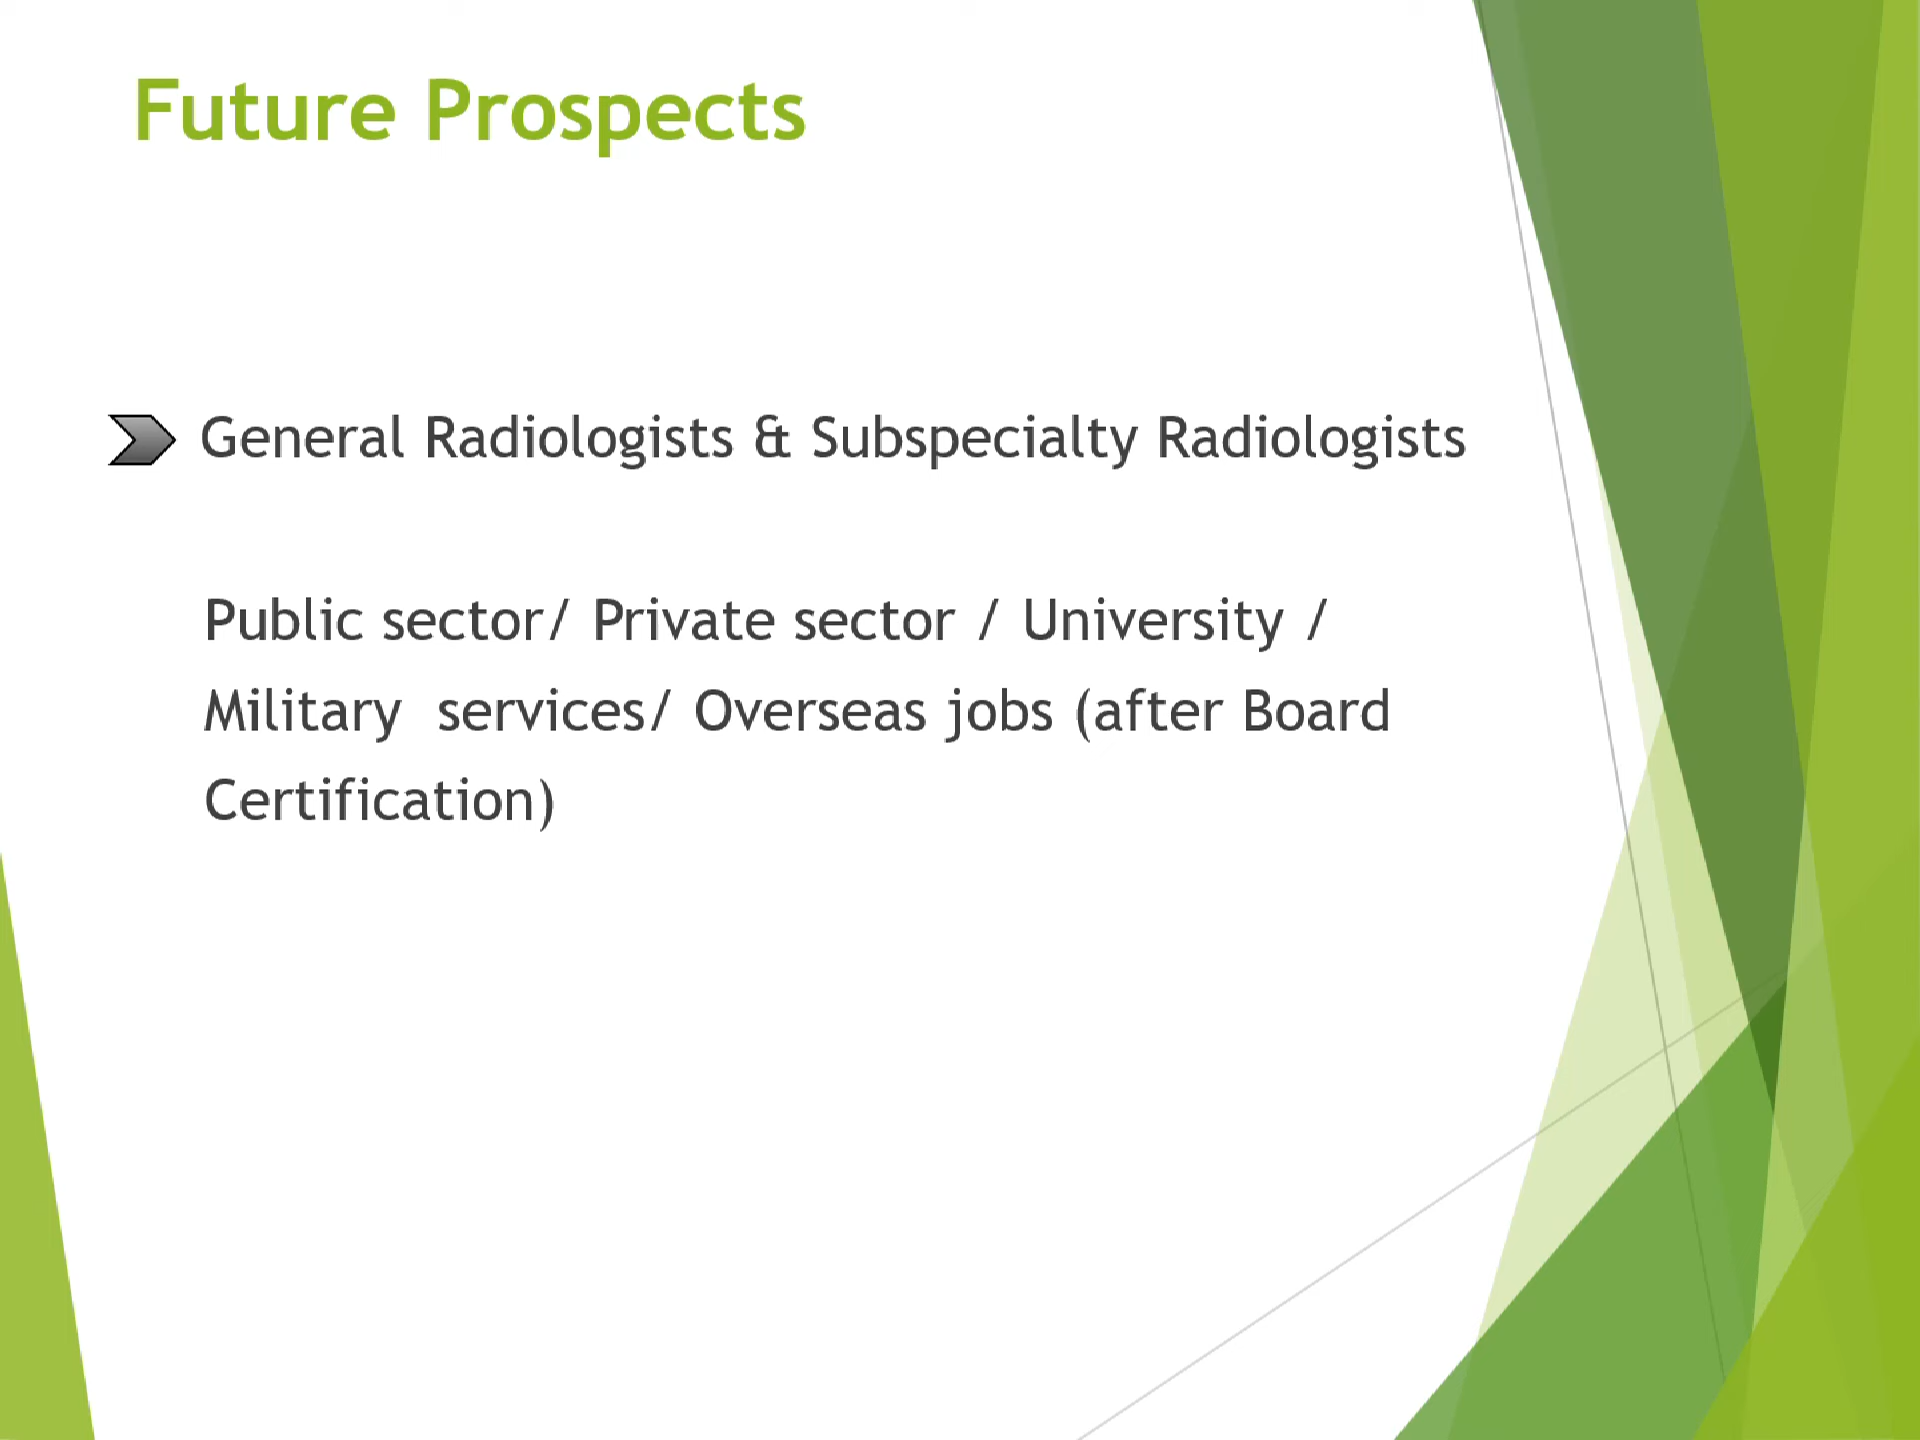 Future Prospects
General Radiologists & Subspecialty Radiologists
Public sector/ Private sector / University /
Military  services/ Overseas jobs (after Board
Certification)